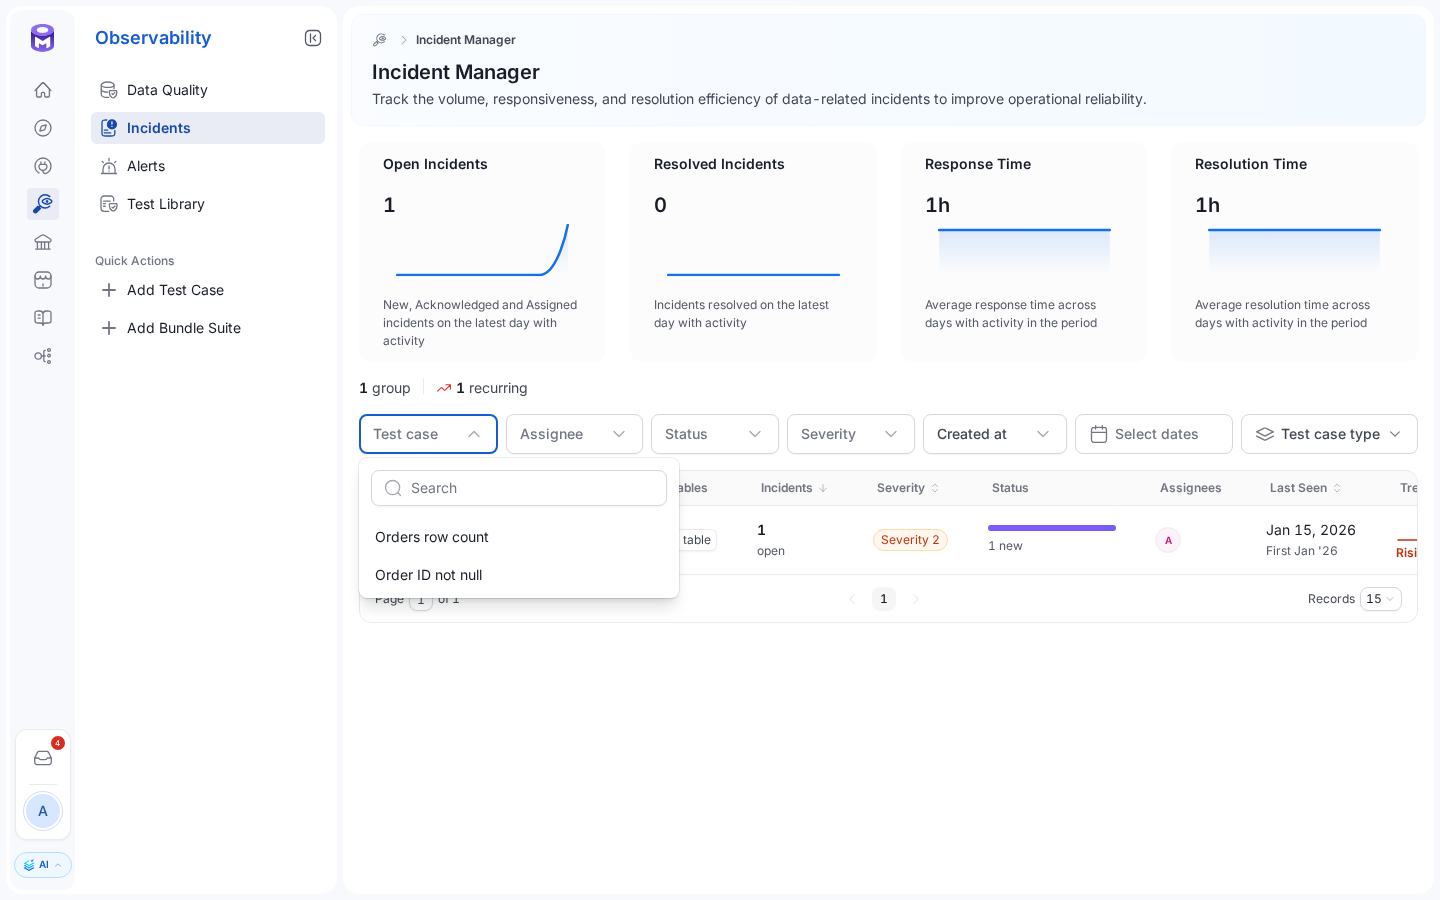 Observability
Data Quality
Incidents
Alerts
Test Library
Quick Actions
Add Test Case
Add Bundle Suite
4
A
AI
Incident Manager
Incident Manager
Track the volume, responsiveness, and resolution efficiency of data-related incidents to improve operational reliability.
Open Incidents
1
New, Acknowledged and Assigned
incidents on the latest day with
activity
Resolved Incidents
0
Incidents resolved on the latest
day with activity
Response Time
1h
Average response time across
days with activity in the period
Resolution Time
1h
Average resolution time across
days with activity in the period
1 group
1 recurring
Test case
Assignee
Status
Severity
Created at
Select dates
Test case type
Search
Orders row count
Order ID not null
Incidents
Severity
Status
Assignees
Last Seen
table
1
open
Severity 2
1 new
A
Jan 15, 2026
First Jan '26
Page 1 of 1
1
Records 15